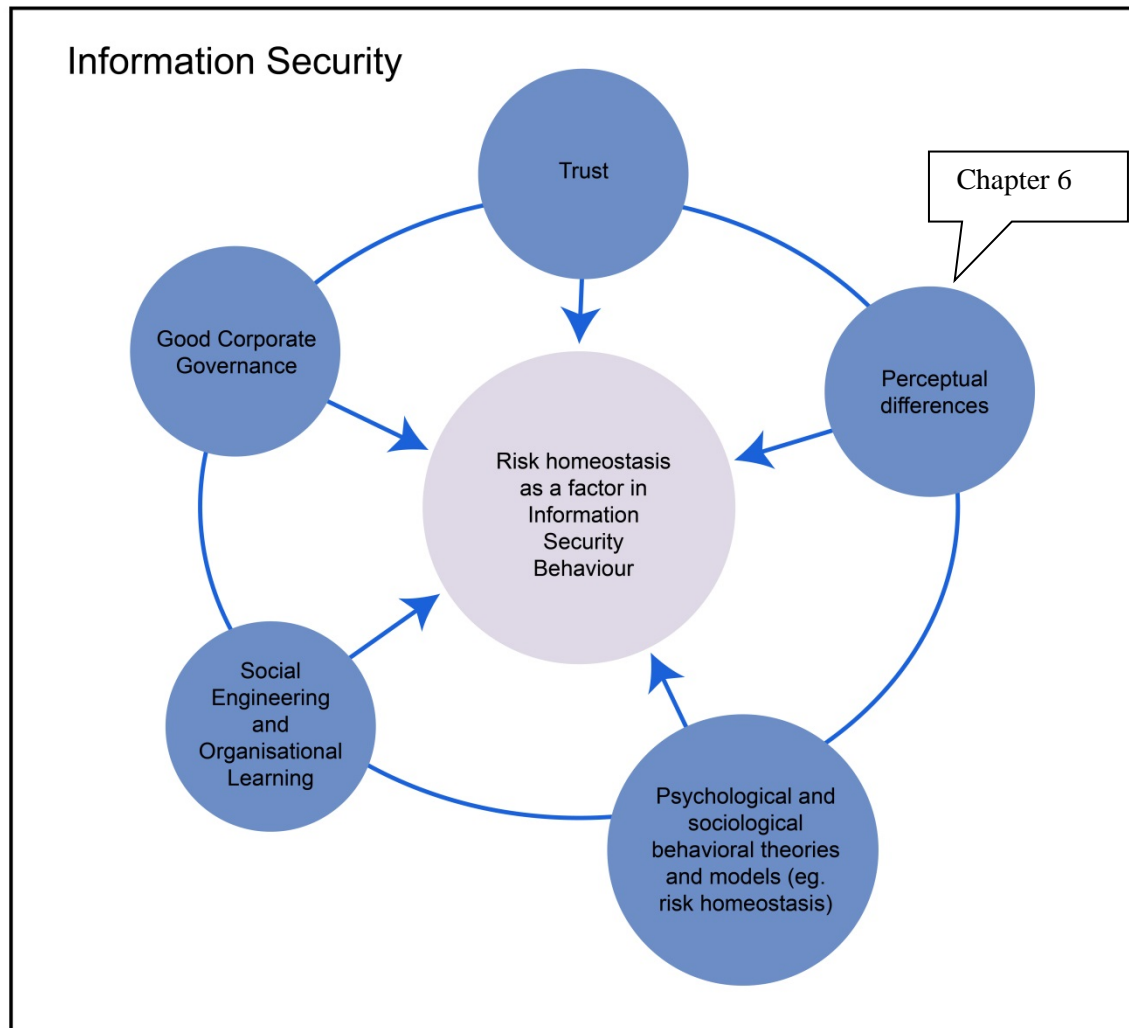 Information Security
Trust
Chapter 6
Good Corporate
Governance
Perceptual
differences
Risk homeostasis
as a factor in
Information
Security
Behaviour
Social
Engineering
and
Organisational
Learning
Psychological and
sociological
behavioral theories
and models (eg.
risk homeostasis)